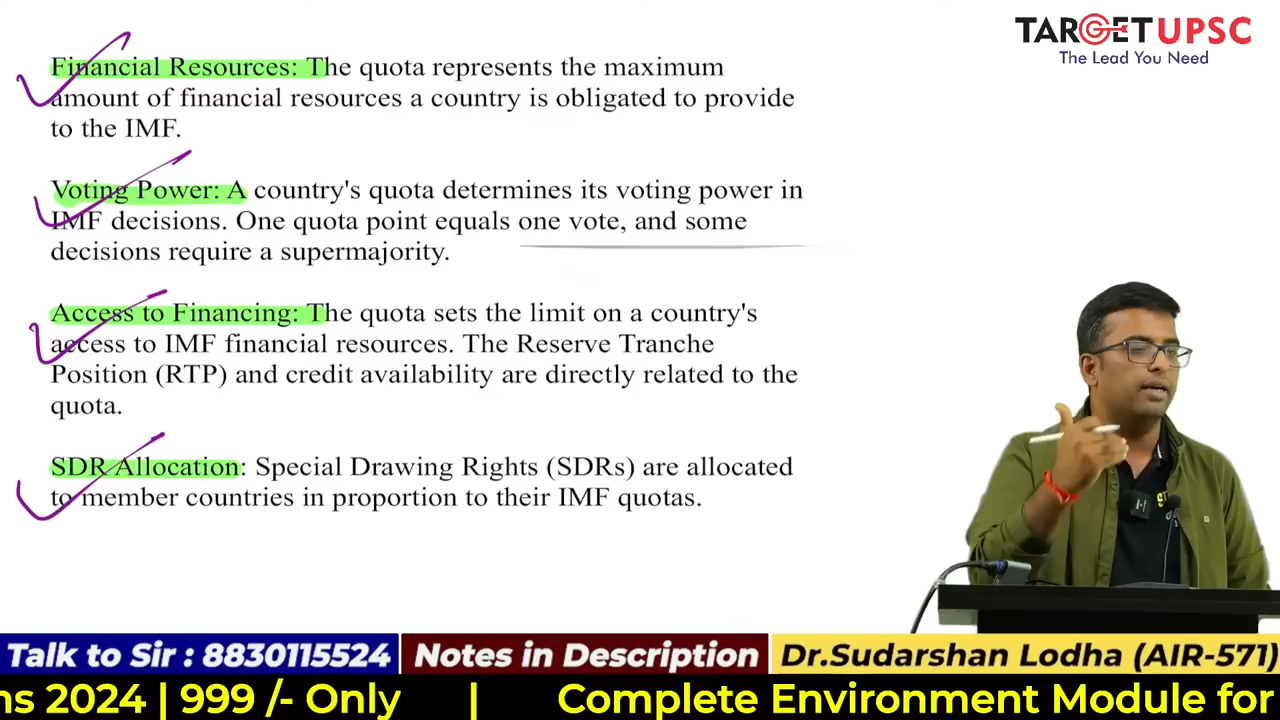 TARGET UPSC
The Lead You Need
Financial Resources: The quota represents the maximum
amount of financial resources a country is obligated to provide
to the IMF.
Voting Power: A country's quota determines its voting power in
IMF decisions. One quota point equals one vote, and some
decisions require a supermajority.
Access to Financing: The quota sets the limit on a country's
access to IMF financial resources. The Reserve Tranche
Position (RTP) and credit availability are directly related to the
quota.
SDR Allocation: Special Drawing Rights (SDRs) are allocated
to member countries in proportion to their IMF quotas.
Talk to Sir : 8830115524
Notes in Description
Dr.Sudarshan Lodha (AIR-571)
ns 2024 | 999 /- Only | Complete Environment Module for